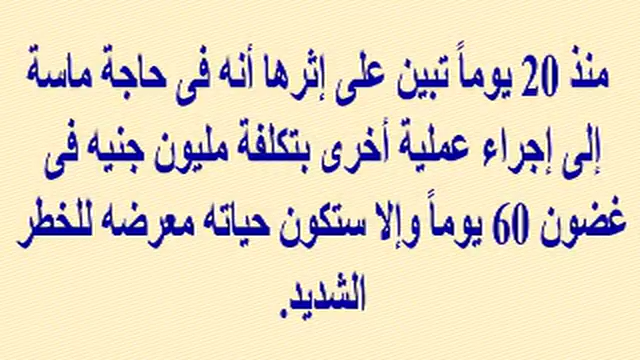 منذ 20 يوماً تبين على إثرها أنه فى حاجة ماسة
إلى إجراء عملية أخرى بتكلفة مليون جنيه فى
غضون 60 يوماً وإلا ستكون حياته معرضه للخطر
الشديد.